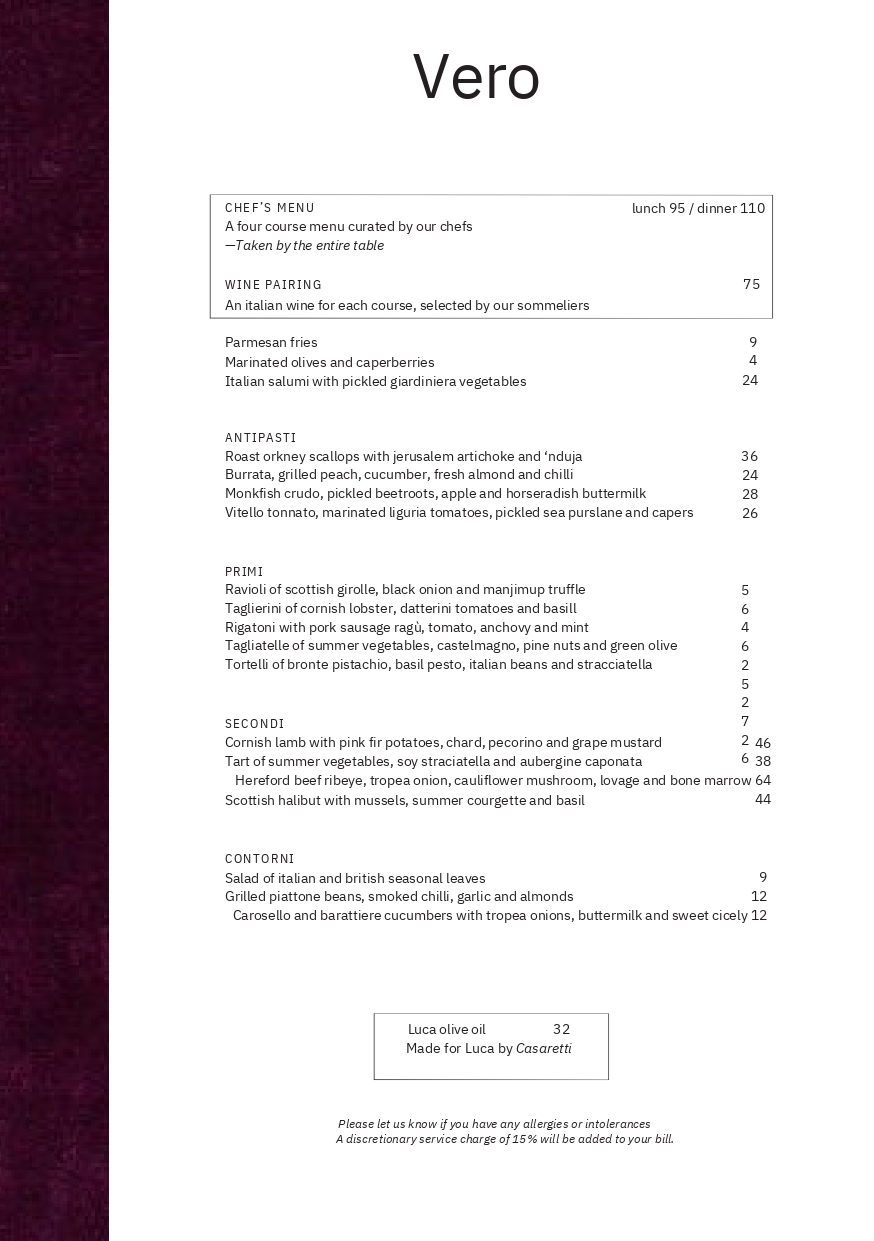 Vero
CHEF'S MENU lunch 95 / dinner 110
A four course menu curated by our chefs
—Taken by the entire table
WINE PAIRING 75
An italian wine for each course, selected by our sommeliers
Parmesan fries 9
Marinated olives and caperberries 4
Italian salumi with pickled giardiniera vegetables 24
ANTIPASTI
Roast orkney scallops with jerusalem artichoke and ‘nduja 36
Burrata, grilled peach, cucumber, fresh almond and chilli 24
Monkfish crudo, pickled beetroots, apple and horseradish buttermilk 28
Vitello tonnato, marinated liguria tomatoes, pickled sea purslane and capers 26
PRIMI
Ravioli of scottish girolle, black onion and manjimup truffle 5
Taglierini of cornish lobster, datterini tomatoes and basill 6
Rigatoni with pork sausage ragù, tomato, anchovy and mint 4
Tagliatelle of summer vegetables, castelmagno, pine nuts and green olive 6
Tortelli of bronte pistachio, basil pesto, italian beans and stracciatella 2
5
2
SECONDI 7
Cornish lamb with pink fir potatoes, chard, pecorino and grape mustard 2 46
Tart of summer vegetables, soy straciatella and aubergine caponata 6 38
Hereford beef ribeye, tropea onion, cauliflower mushroom, lovage and bone marrow 64
Scottish halibut with mussels, summer courgette and basil 44
CONTORNI
Salad of italian and british seasonal leaves 9
Grilled piattone beans, smoked chilli, garlic and almonds 12
Carosello and barattiere cucumbers with tropea onions, buttermilk and sweet cicely 12
Luca olive oil 32
Made for Luca by Casaretti
Please let us know if you have any allergies or intolerances
A discretionary service charge of 15% will be added to your bill.